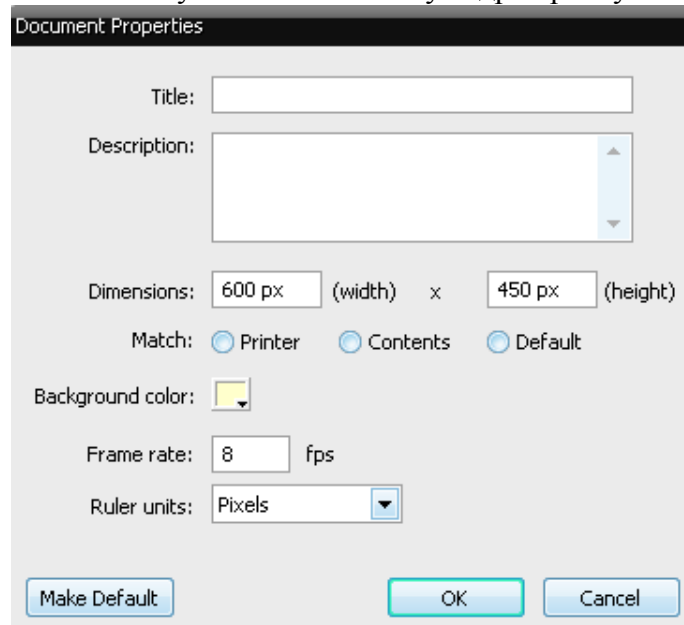 Document Properties
Title:
Description:
Dimensions: 600 px (width) x 450 px (height)
Match: Printer Contents Default
Background color:
Frame rate: 8 fps
Ruler units: Pixels
Make Default OK Cancel